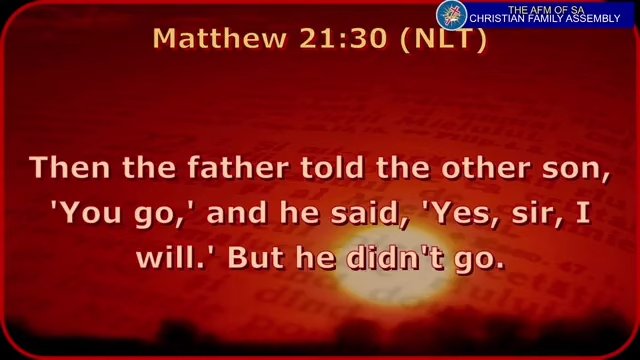 THE AFM OF SA
CHRISTIAN FAMILY ASSEMBLY
Matthew 21:30 (NLT)
Then the father told the other son,
'You go,' and he said, 'Yes, sir, I
will.' But he didn't go.